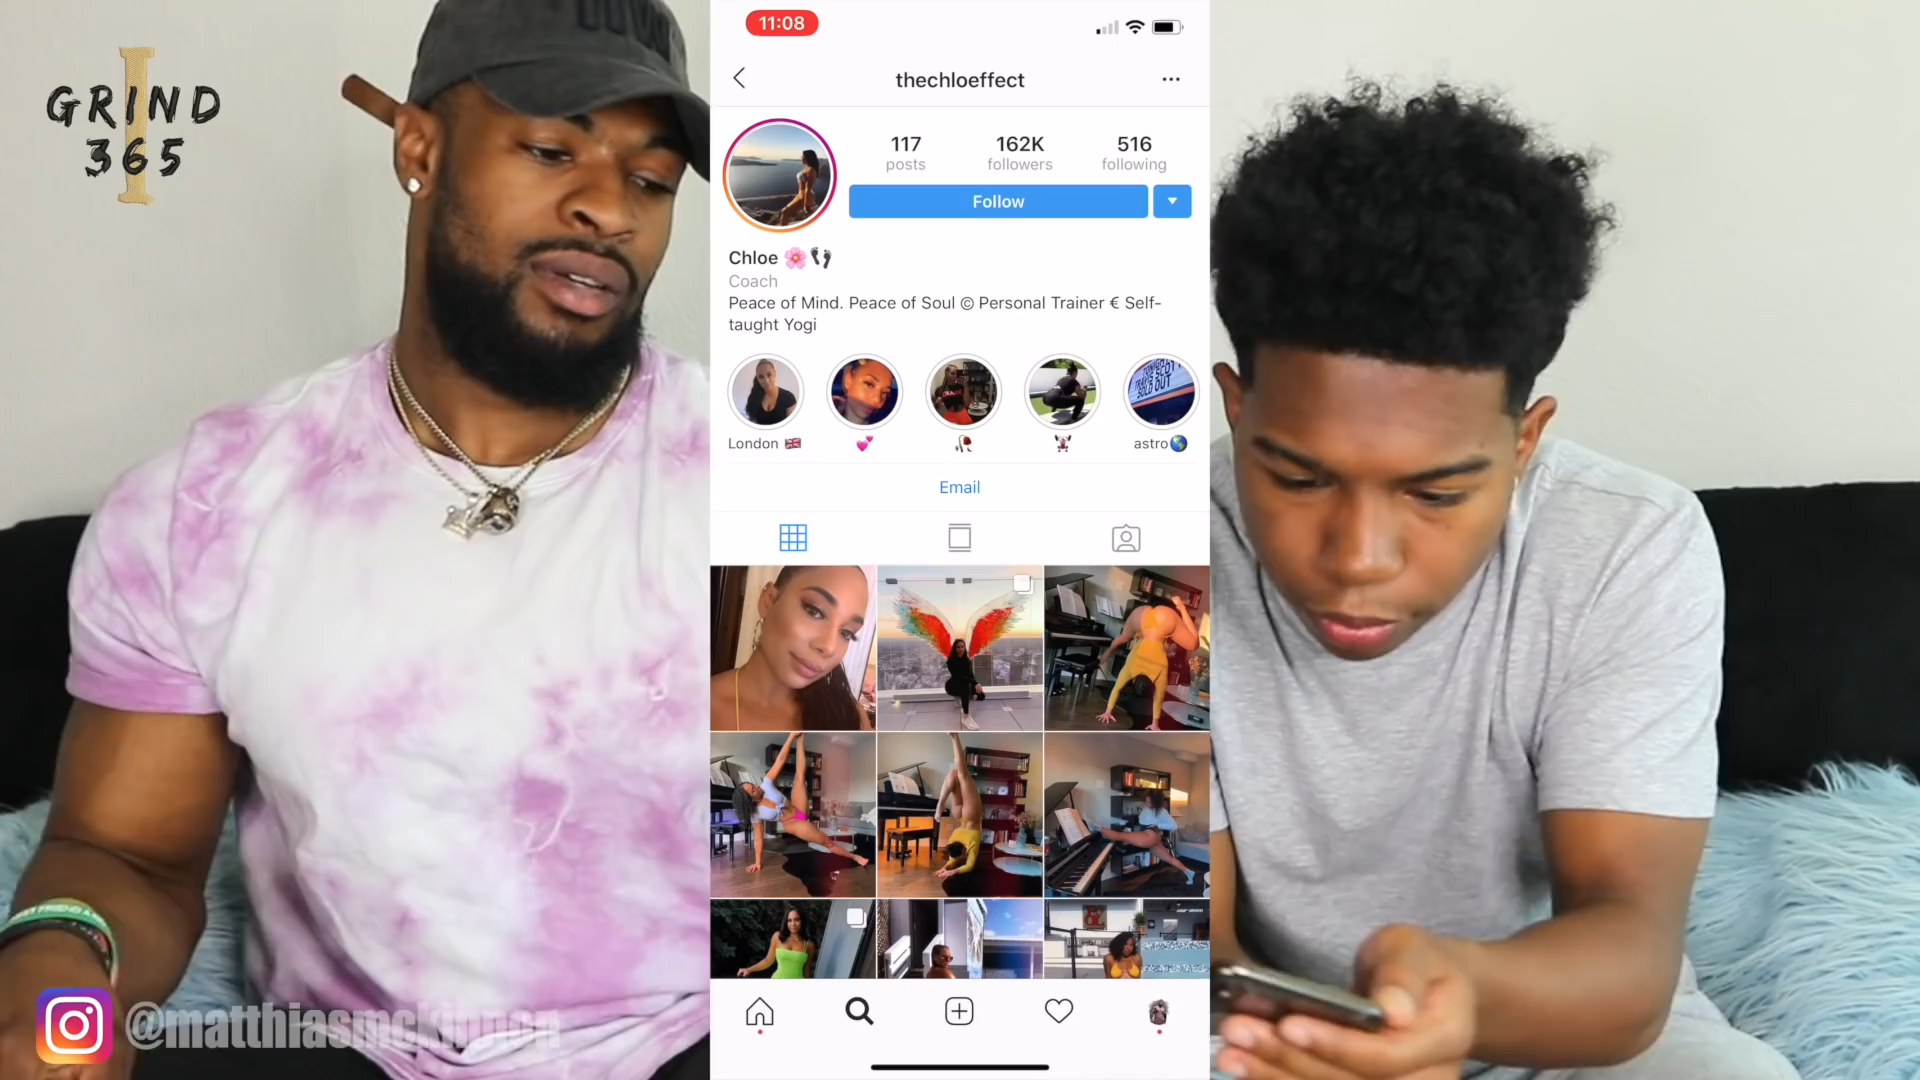 GRIND
365
11:08
thechloeffect
117
posts
162K
followers
516
following
Follow
Chloe 🌸👣
Coach
Peace of Mind. Peace of Soul © Personal Trainer € Self-
taught Yogi
London 🇬🇧
💕
🥀
🏋
astro🌎
Email
@matthiasmckinnon